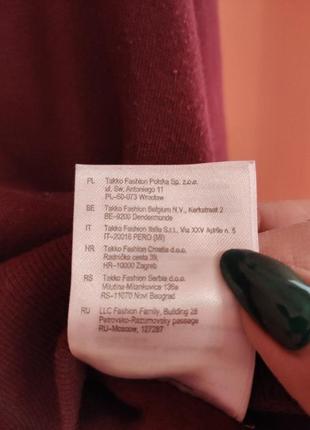 PL Takko Fashion Polska Sp. z.o.o.
ul. Sw. Antoniego 11
PL-50-073 Wroclaw
BE Takko Fashion Belgium N.V., Kerkstraat 2
BE-9200 Dendermonde
IT Takko Fashion Italia S.r.l., Via XXV Aprile n. 5
IT-20016 PERO (MI)
HR Takko Fashion Croatia d.o.o.
Radnička cesta 39,
HR-10000 Zagreb
RS Takko Fashion Serbia d.o.o.
Milutina Milankovica 136a
RS-11070 Novi Beograd
RU LLC Fashion Family, Building 28
Petrovsko-Razumovsky passage
RU-Moscow, 127287